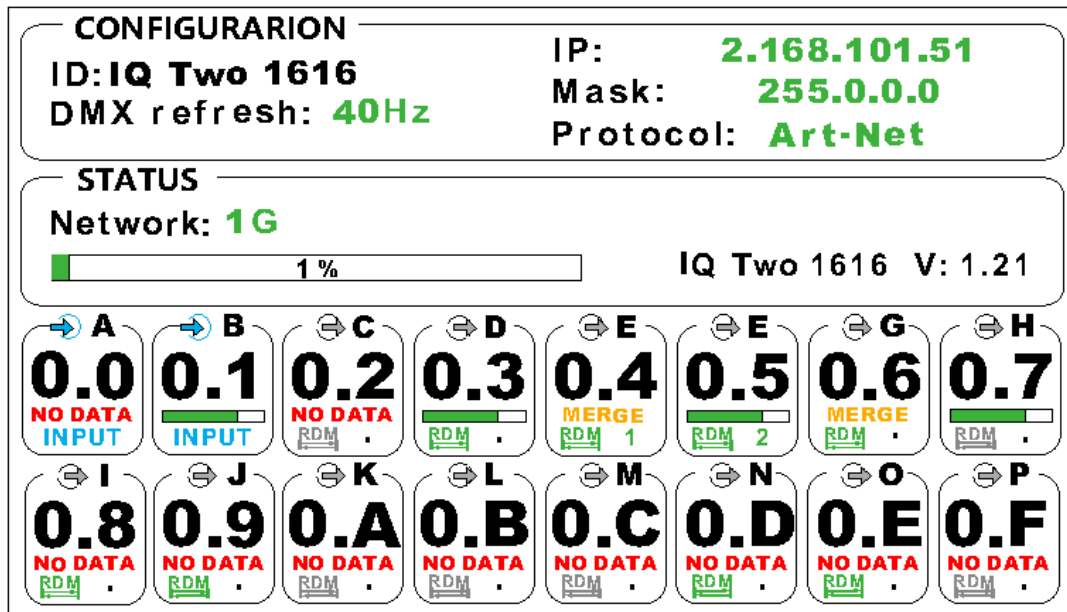 CONFIGURARION
ID: IQ Two 1616
DMX refresh: 40Hz
IP: 2.168.101.51
Mask: 255.0.0.0
Protocol: Art-Net
STATUS
Network: 1G
1 %
IQ Two 1616 V: 1.21
A B C D E E G H
0.0 0.1 0.2 0.3 0.4 0.5 0.6 0.7
NO DATA NO DATA MERGE MERGE
INPUT INPUT RDM . RDM . RDM 1 RDM 2 RDM . RDM .
I J K L M N O P
0.8 0.9 0.A 0.B 0.C 0.D 0.E 0.F
NO DATA NO DATA NO DATA NO DATA NO DATA NO DATA NO DATA NO DATA
RDM . RDM . RDM . RDM . RDM . RDM . RDM . RDM .